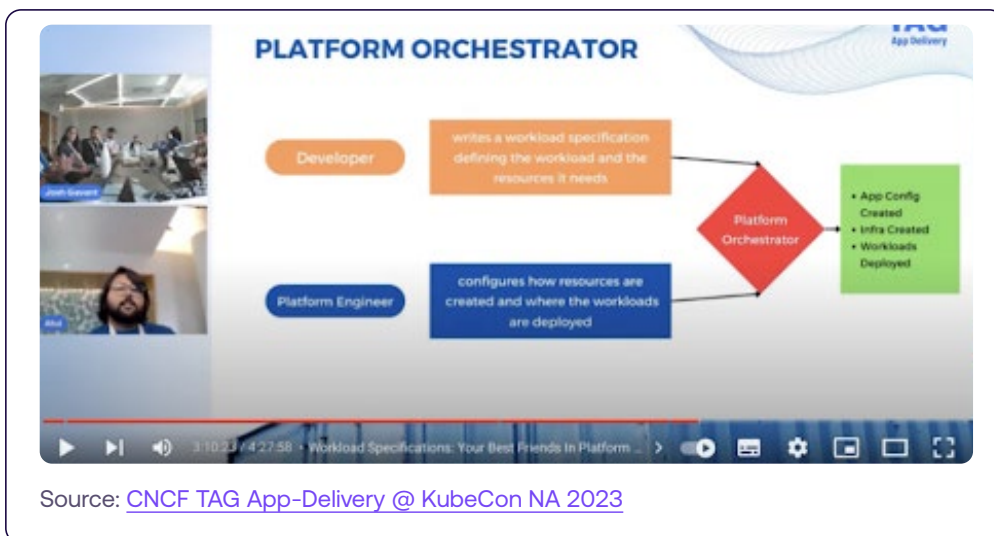 PLATFORM ORCHESTRATOR
TAG
App Delivery
Developer
writes a workload specification
defining the workload and the
resources it needs
Platform
Orchestrator
• App Config
Created
• Infra Created
• Workloads
Deployed
Platform Engineer
configures how resources are
created and where the workloads
are deployed
Josh Gavant
Atul
3:10:23 / 4:27:58 • Workload Specifications: Your Best Friends In Platform ...
Source: CNCF TAG App-Delivery @ KubeCon NA 2023